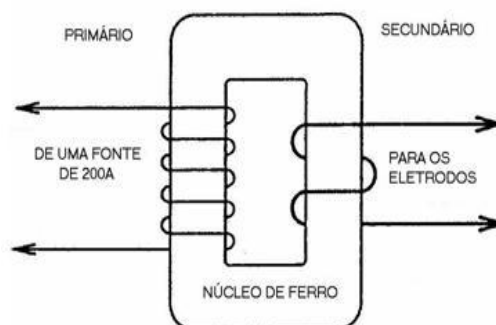 PRIMÁRIO
SECUNDÁRIO
DE UMA FONTE
DE 200A
PARA OS
ELETRODOS
NÚCLEO DE FERRO